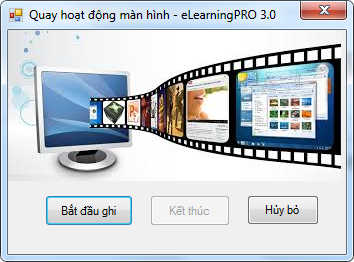 Quay hoạt động màn hình - eLearningPRO 3.0
Bắt đầu ghi
Kết thúc
Hủy bỏ